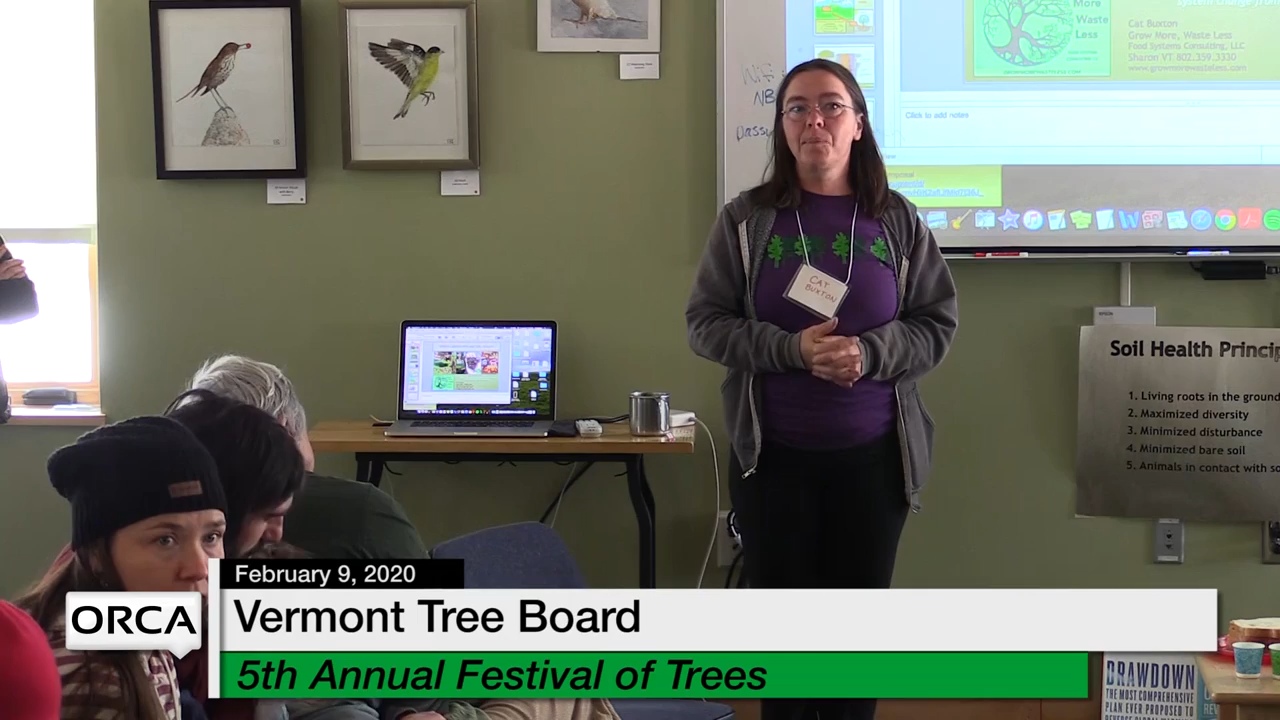 More
Waste
Less
Cat Buxton
Grow More, Waste Less
Food Systems Consulting, LLC
Sharon VT 802.359.3330
www.growmorewasteless.com
Click to add notes
CAT
BUXTON
EPSON
Soil Health Princip
1. Living roots in the ground
2. Maximized diversity
3. Minimized disturbance
4. Minimized bare soil
5. Animals in contact with so
February 9, 2020
ORCA
Vermont Tree Board
5th Annual Festival of Trees
DRAWDOWN
THE MOST COMPREHENSIVE
PLAN EVER PROPOSED TO